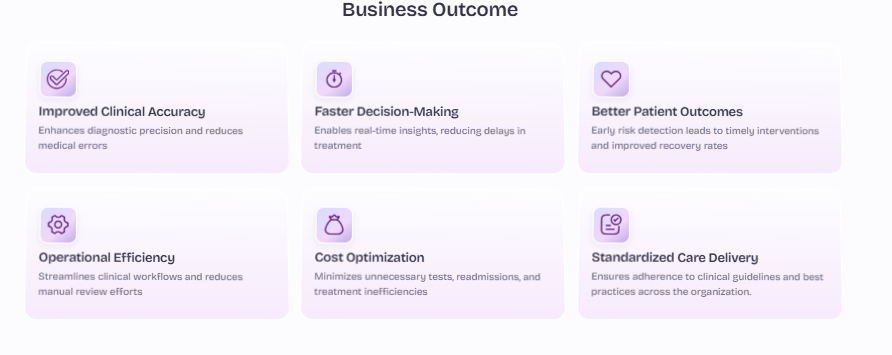 Business Outcome
Improved Clinical Accuracy
Enhances diagnostic precision and reduces
medical errors
Faster Decision-Making
Enables real-time insights, reducing delays in
treatment
Better Patient Outcomes
Early risk detection leads to timely interventions
and improved recovery rates
Operational Efficiency
Streamlines clinical workflows and reduces
manual review efforts
Cost Optimization
Minimizes unnecessary tests, readmissions, and
treatment inefficiencies
Standardized Care Delivery
Ensures adherence to clinical guidelines and best
practices across the organization.